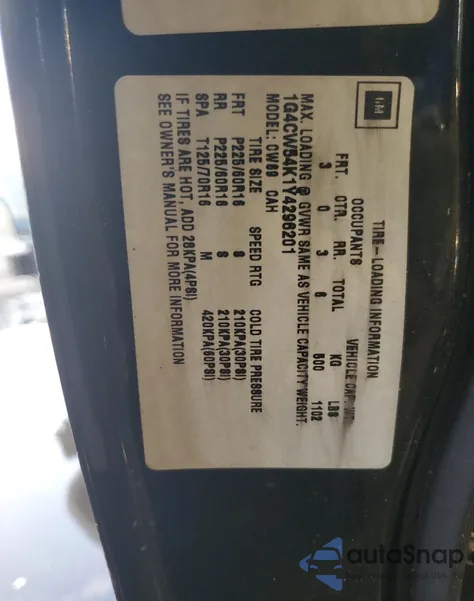 GM
TIRE-LOADING INFORMATION
OCCUPANTS VEHICLE CAP. WT.
FRT. CTR. RR. TOTAL KG LBS
3 0 3 6 500 1102
MAX. LOADING @ GVWR SAME AS VEHICLE CAPACITY WEIGHT.
1G4CW54K1Y4296201
MODEL: CW69 CAH
TIRE SIZE SPEED RTG COLD TIRE PRESSURE
FRT P225/60R16 S 210KPA(30PSI)
RR P225/60R16 S 210KPA(30PSI)
SPA T125/70R16 M 420KPA(60PSI)
IF TIRES ARE HOT, ADD 28KPA(4PSI)
SEE OWNER'S MANUAL FOR MORE INFORMATION
autoSnap